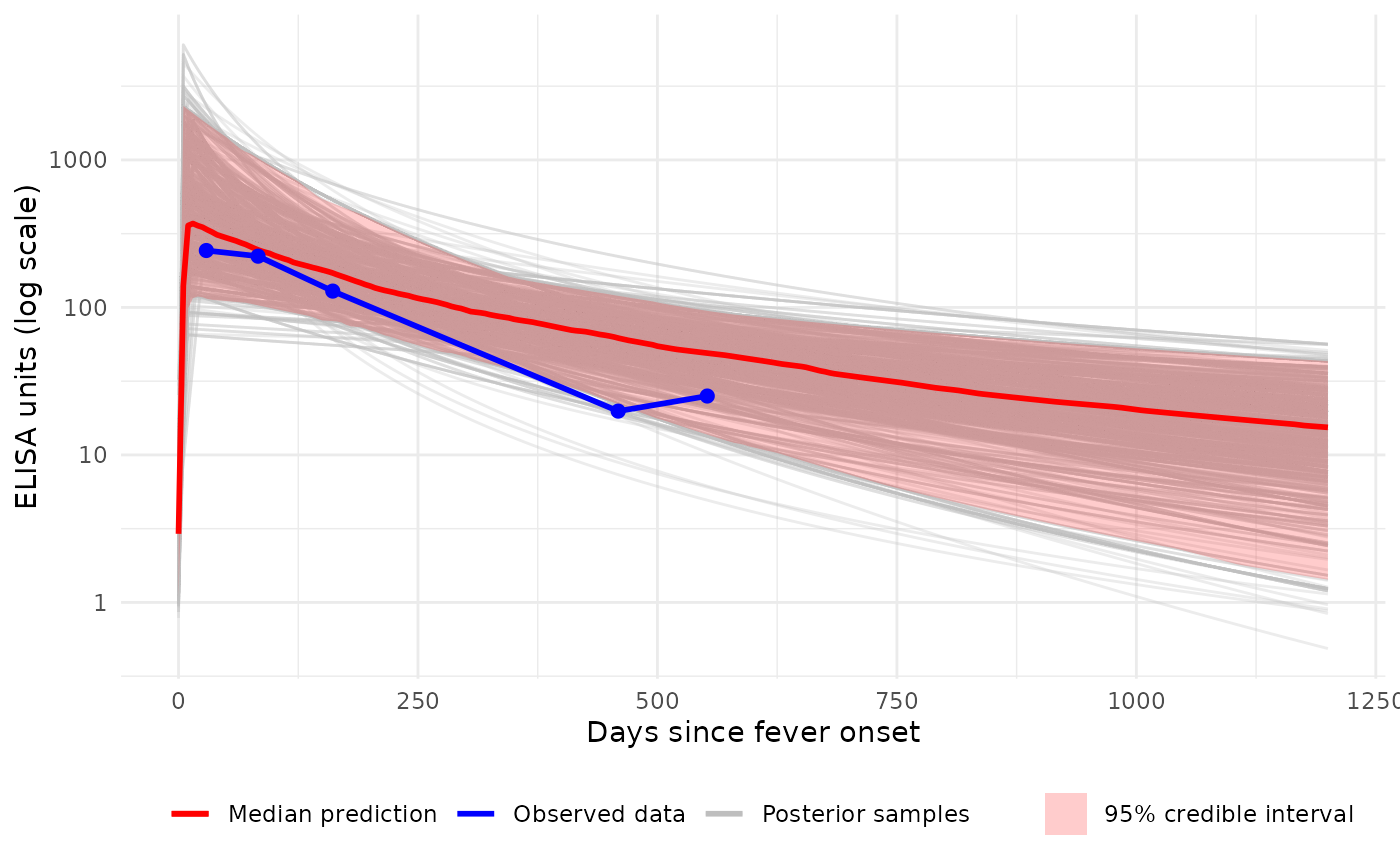 ELISA units (log scale)
1000
100
10
1
0 250 500 750 1000 1250
Days since fever onset
Median prediction Observed data Posterior samples 95% credible interval